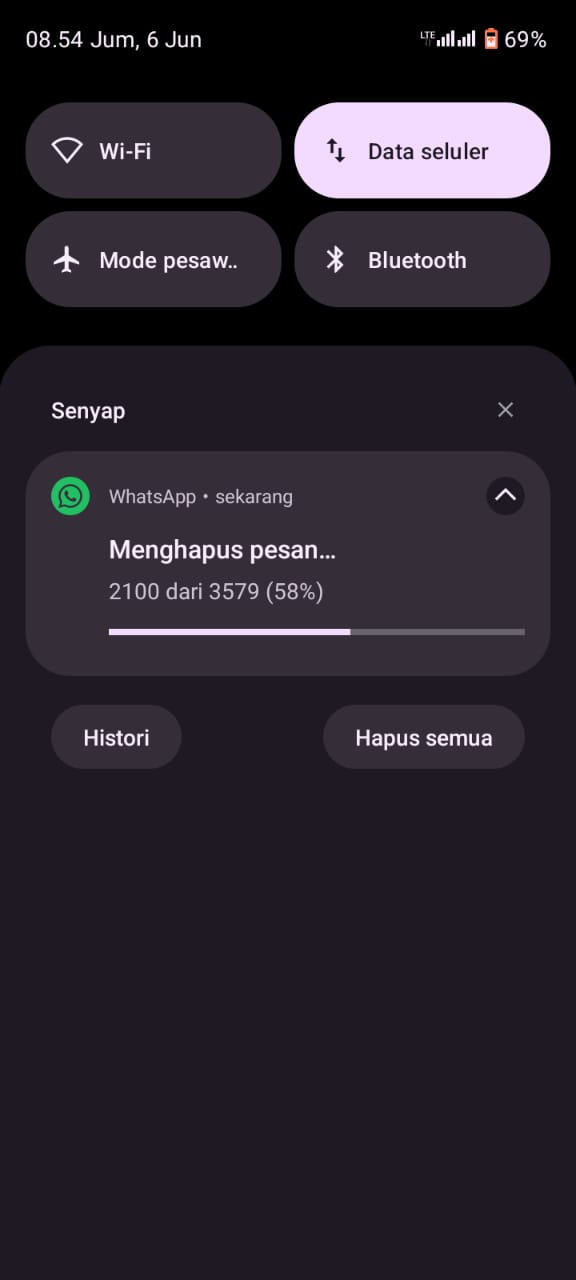 08.54 Jum, 6 Jun
LTE 69%
Wi-Fi
Data seluler
Mode pesaw..
Bluetooth
Senyap
WhatsApp • sekarang
Menghapus pesan...
2100 dari 3579 (58%)
Histori
Hapus semua